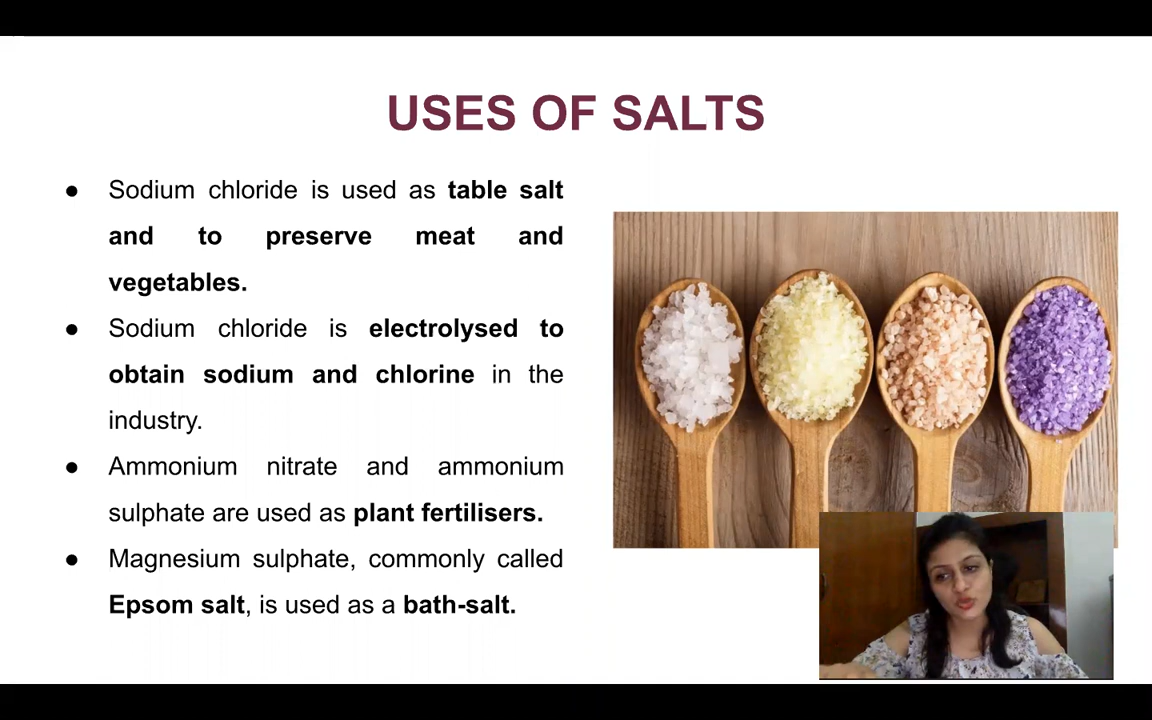 USES OF SALTS
● Sodium chloride is used as table salt
and to preserve meat and
vegetables.
● Sodium chloride is electrolysed to
obtain sodium and chlorine in the
industry.
● Ammonium nitrate and ammonium
sulphate are used as plant fertilisers.
● Magnesium sulphate, commonly called
Epsom salt, is used as a bath-salt.